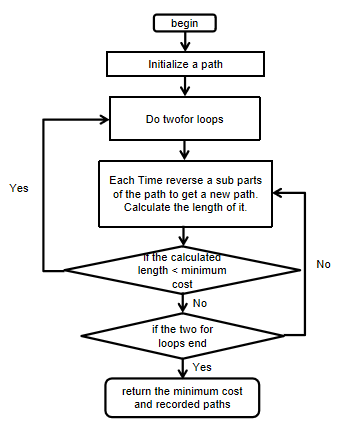 begin
Initialize a path
Do twofor loops
Each Time reverse a sub parts
of the path to get a new path.
Calculate the length of it.
Yes
if the calculated
length < minimum
cost
No
No
if the two for
loops end
Yes
return the minimum cost
and recorded paths